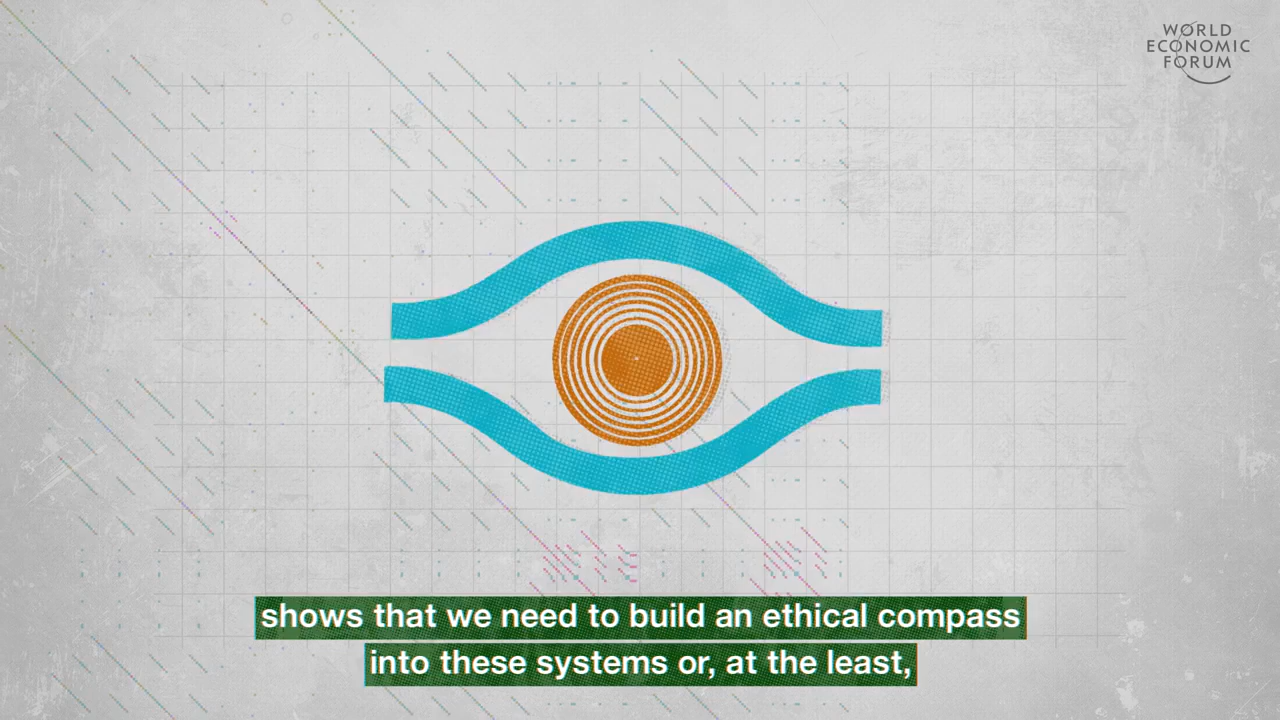 WORLD
ECONOMIC
FORUM
shows that we need to build an ethical compass
into these systems or, at the least,